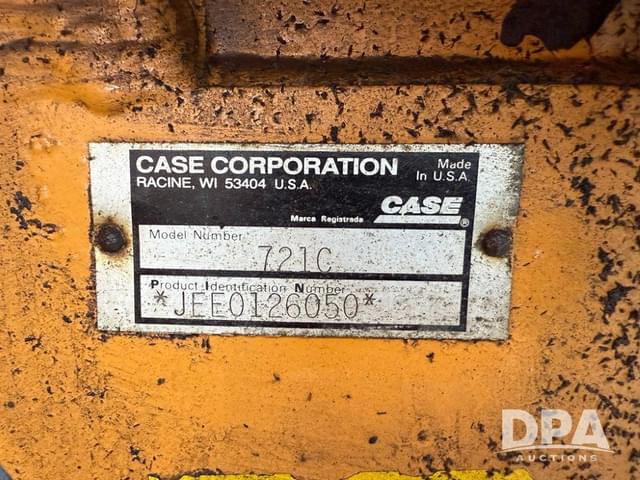 CASE CORPORATION
RACINE, WI 53404 U.S.A.
Made
In U.S.A.
Marca Registrada
CASE®
Model Number
721C
Product Identification Number
*JEE0126050*
DPA
AUCTIONS